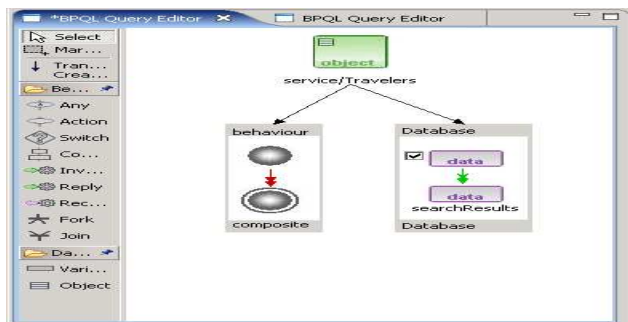 *BPQL Query Editor
BPQL Query Editor
Select
Mar...
Tran...
Crea...
Be...
Any
Action
Switch
Co...
Inv...
Reply
Rec...
Fork
Join
Da...
Vari...
Object
object
service/Travelers
behaviour
composite
Database
data
data
searchResults
Database